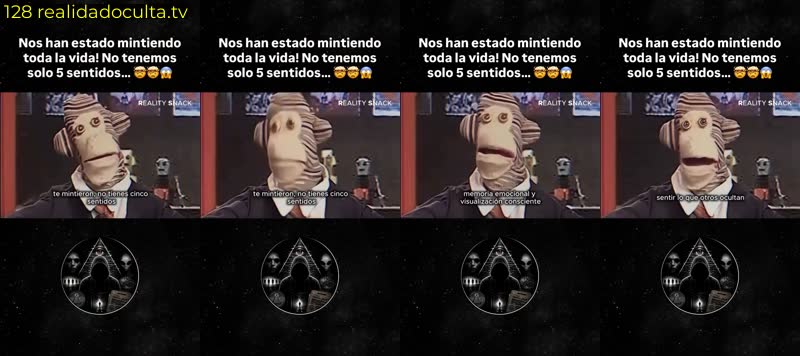 128 realidadoculta.tv
Nos han estado mintiendo
toda la vida! No tenemos
solo 5 sentidos... 🤯🤯😱
REALITY SNACK
te mintieron, no tienes cinco
sentidos
Nos han estado mintiendo
toda la vida! No tenemos
solo 5 sentidos... 🤯🤯😱
REALITY SNACK
te mintieron, no tienes cinco
sentidos
Nos han estado mintiendo
toda la vida! No tenemos
solo 5 sentidos... 🤯🤯😱
REALITY SNACK
memoria emocional y
visualización consciente
Nos han estado mintiendo
toda la vida! No tenemos
solo 5 sentidos... 🤯🤯😱
REALITY SNACK
sentir lo que otros ocultan